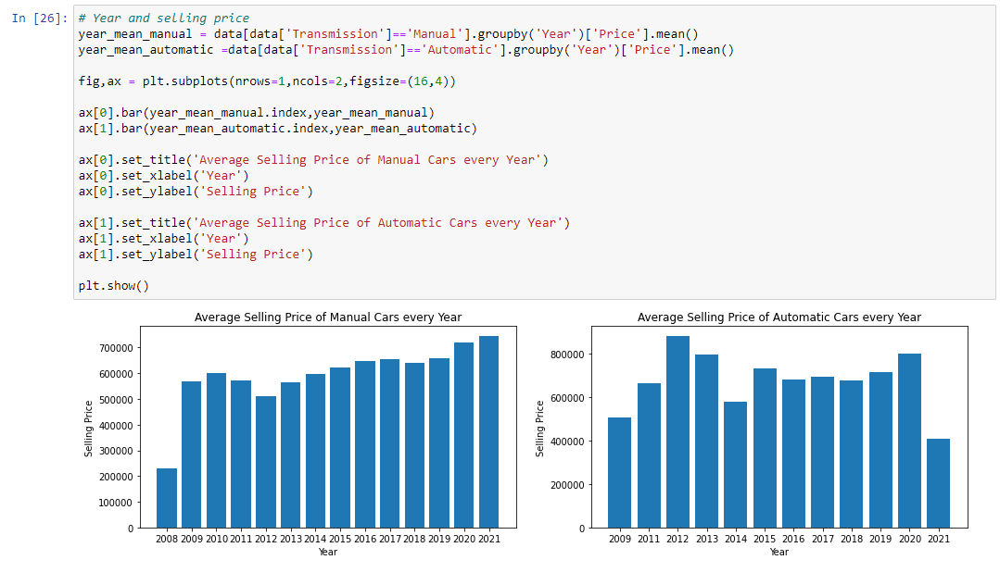 In [26]:
# Year and selling price
year_mean_manual = data[data['Transmission']=='Manual'].groupby('Year')['Price'].mean()
year_mean_automatic =data[data['Transmission']=='Automatic'].groupby('Year')['Price'].mean()
fig,ax = plt.subplots(nrows=1,ncols=2,figsize=(16,4))
ax[0].bar(year_mean_manual.index,year_mean_manual)
ax[1].bar(year_mean_automatic.index,year_mean_automatic)
ax[0].set_title('Average Selling Price of Manual Cars every Year')
ax[0].set_xlabel('Year')
ax[0].set_ylabel('Selling Price')
ax[1].set_title('Average Selling Price of Automatic Cars every Year')
ax[1].set_xlabel('Year')
ax[1].set_ylabel('Selling Price')
plt.show()
Average Selling Price of Manual Cars every Year
700000
600000
500000
400000
300000
200000
100000
0
Selling Price
2008 2009 2010 2011 2012 2013 2014 2015 2016 2017 2018 2019 2020 2021
Year
Average Selling Price of Automatic Cars every Year
800000
600000
400000
200000
0
Selling Price
2009 2011 2012 2013 2014 2015 2016 2017 2018 2019 2020 2021
Year